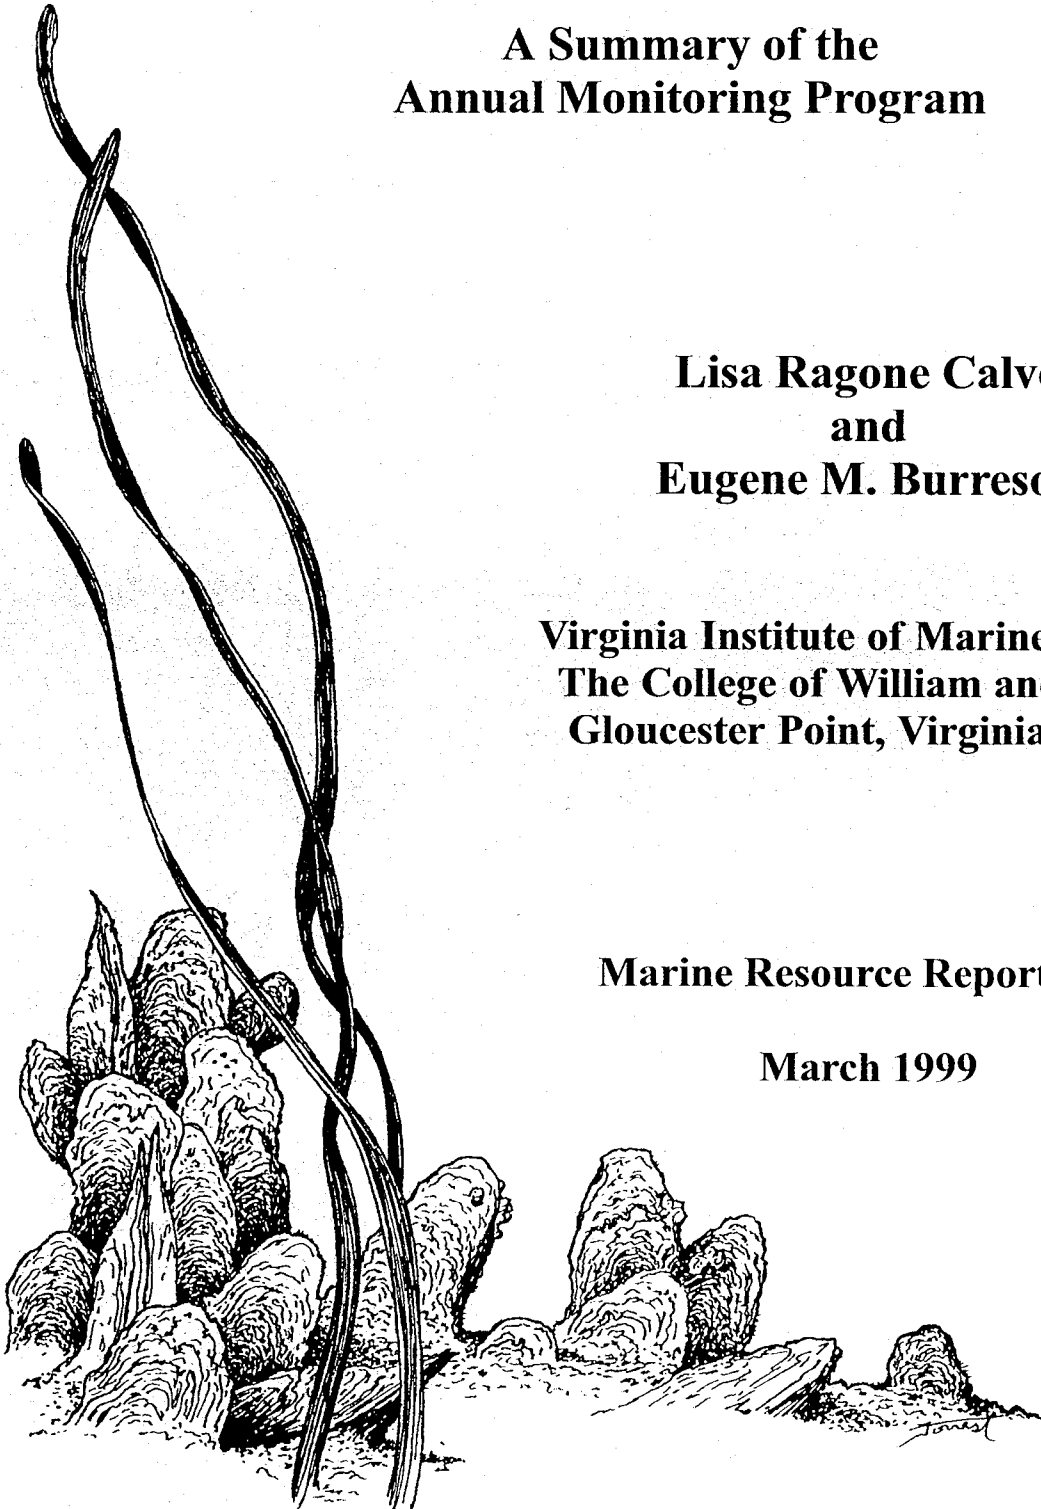 A Summary of the
Annual Monitoring Program
Lisa Ragone Calv
and
Eugene M. Burres
Virginia Institute of Marine
The College of William an
Gloucester Point, Virginia
Marine Resource Report
March 1999